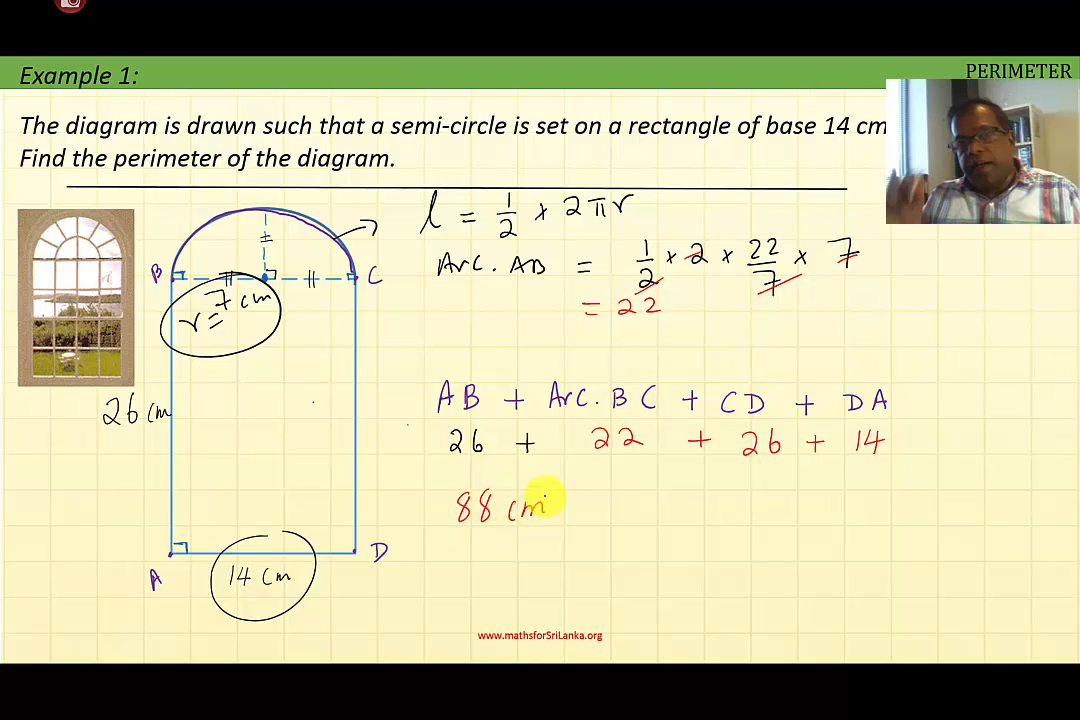 Example 1:
PERIMETER
The diagram is drawn such that a semi-circle is set on a rectangle of base 14 cm
Find the perimeter of the diagram.
l = 1/2 × 2πr
B
C
Arc. AB = 1/2 × 2 × 22/7 × 7
r = 7 cm
= 22
26 cm
AB + Arc. BC + CD + DA
26 + 22 + 26 + 14
88 cm
A
14 cm
D
www.mathsforSriLanka.org